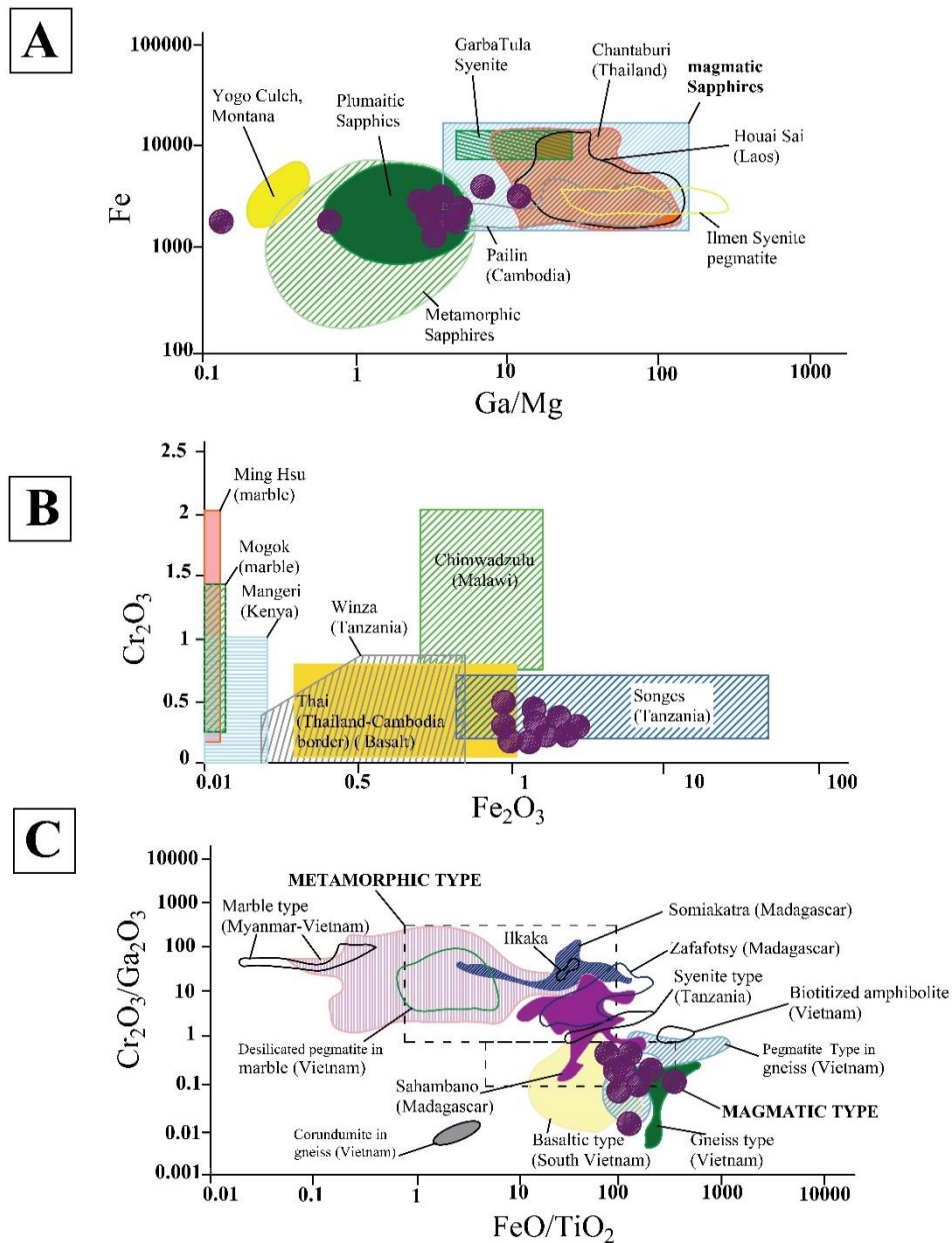 A
100000
10000
1000
100
Fe
0.1
1
10
100
1000
Ga/Mg
Yogo Culch,
Montana
Plumaitic
Sapphics
GarbaTula
Syenite
Chantaburi
(Thailand)
magmatic
Sapphires
Houai Sai
(Laos)
Ilmen Syenite
pegmatite
Pailin
(Cambodia)
Metamorphic
Sapphires
B
2.5
2
1.5
1
0.5
0
Cr₂O₃
0.01
0.5
1
15
100
Fe₂O₃
Ming Hsu
(marble)
Mogok
(marble)
Mangeri
(Kenya)
Winza
(Tanzania)
Chimwadzulu
(Malawi)
Thai
(Thailand-Cambodia
border) ( Basalt)
Songes
(Tanzania)
C
10000
1000
100
10
1
0.1
0.01
0.001
Cr₂O₃/Ga₂O₃
0.01
0.1
1
10
100
1000
10000
FeO/TiO₂
METAMORPHIC TYPE
Marble type
(Myanmar-Vietnam)
Ilkaka
Somiakatra (Madagascar)
Zafafotsy (Madagascar)
Syenite type
(Tanzania)
Biotitized amphibolite
(Vietnam)
Pegmatite Type in
gneiss (Vietnam)
Desilicated pegmatite in
marble (Vietnam)
Sahambano
(Madagascar)
MAGMATIC TYPE
Corundumite in
gneiss (Vietnam)
Basaltic type
(South Vietnam)
Gneiss type
(Vietnam)